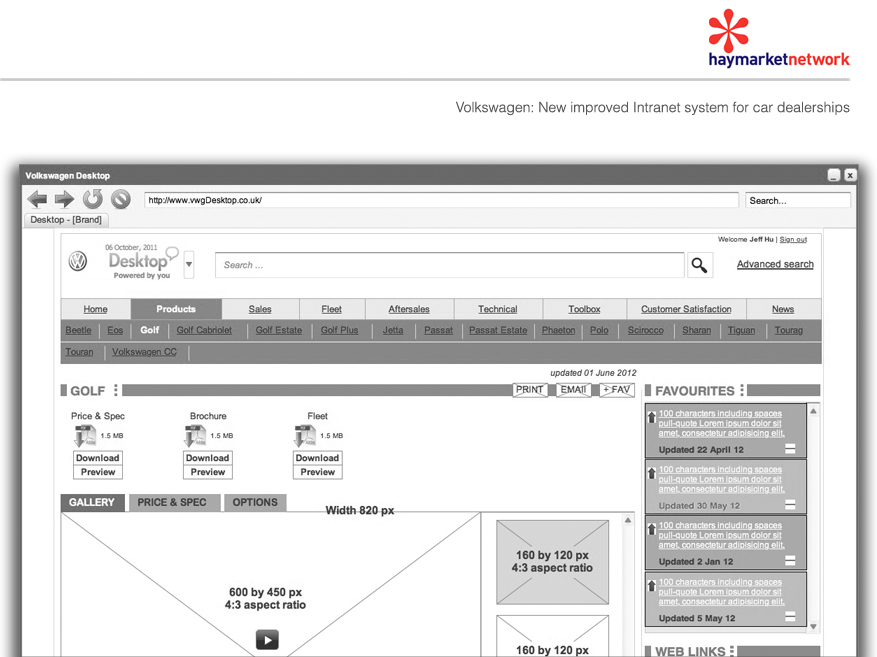 haymarketnetwork
Volkswagen: New improved Intranet system for car dealerships
Volkswagen Desktop
_ x
http://www.vwgDesktop.co.uk/
Search...
Desktop - [Brand]
Welcome Jeff Hu | Sign out
06 October, 2011
Desktop
Powered by you
Search ...
Advanced search
Home Products Sales Fleet Aftersales Technical Toolbox Customer Satisfaction News
Beetle Eos Golf Golf Cabriolet Golf Estate Golf Plus Jetta Passat Passat Estate Phaeton Polo Scirocco Sharan Tiguan Tourag
Touran Volkswagen CC
updated 01 June 2012
GOLF PRINT EMAIl + FAV
Price & Spec Brochure Fleet
1.5 MB 1.5 MB 1.5 MB
Download Download Download
Preview Preview Preview
GALLERY PRICE & SPEC OPTIONS
Width 820 px
600 by 450 px
4:3 aspect ratio
160 by 120 px
4:3 aspect ratio
160 by 120 px
FAVOURITES
100 characters including spaces
pull-quote Lorem ipsum dolor sit
amet, consectetur adipisicing elit,
Updated 22 April 12
100 characters including spaces
pull-quote Lorem ipsum dolor sit
amet, consectetur adipisicing elit,
Updated 30 May 12
100 characters including spaces
pull-quote Lorem ipsum dolor sit
amet, consectetur adipisicing elit,
Updated 2 Jan 12
100 characters including spaces
pull-quote Lorem ipsum dolor sit
amet, consectetur adipisicing elit,
Updated 5 May 12
WEB LINKS